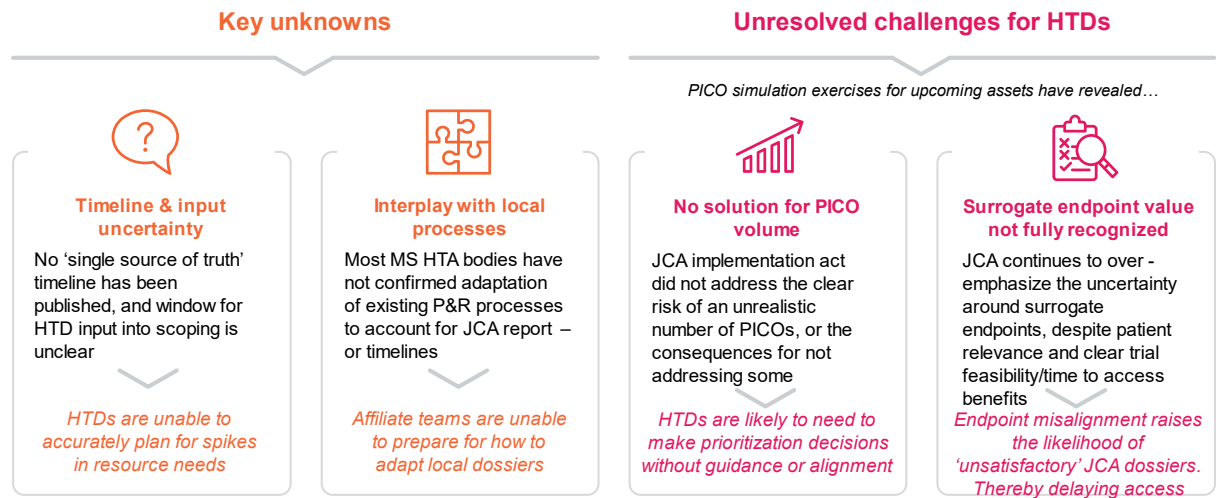 Key unknowns
Timeline & input
uncertainty
No ‘single source of truth’
timeline has been
published, and window for
HTD input into scoping is
unclear
HTDs are unable to
accurately plan for spikes
in resource needs
Interplay with local
processes
Most MS HTA bodies have
not confirmed adaptation
of existing P&R processes
to account for JCA report –
or timelines
Affiliate teams are unable
to prepare for how to
adapt local dossiers
Unresolved challenges for HTDs
PICO simulation exercises for upcoming assets have revealed…
No solution for PICO
volume
JCA implementation act
did not address the clear
risk of an unrealistic
number of PICOs, or the
consequences for not
addressing some
HTDs are likely to need to
make prioritization decisions
without guidance or alignment
Surrogate endpoint value
not fully recognized
JCA continues to over -
emphasize the uncertainty
around surrogate
endpoints, despite patient
relevance and clear trial
feasibility/time to access
benefits
Endpoint misalignment raises
the likelihood of
‘unsatisfactory’ JCA dossiers.
Thereby delaying access